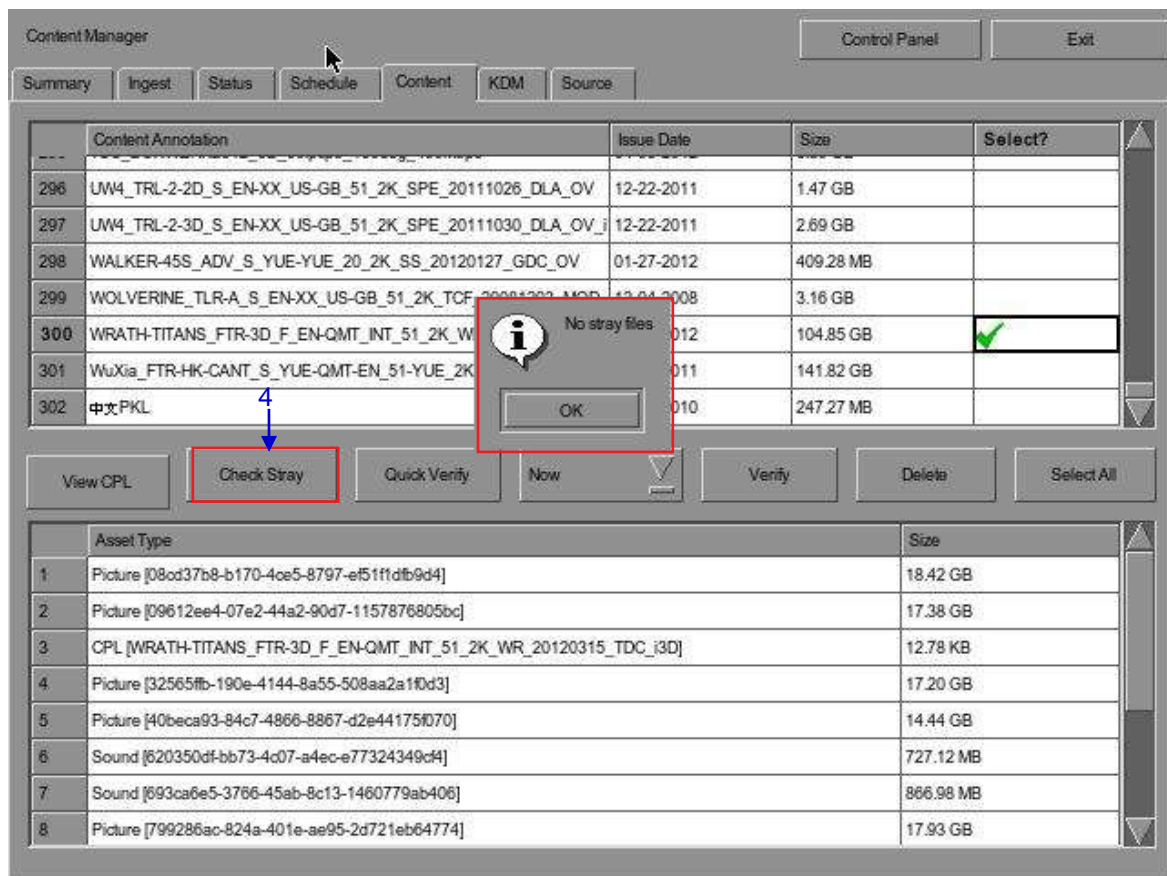 Content Manager
Control Panel
Exit
Summary
Ingest
Status
Schedule
Content
KDM
Source
Content Annotation
Issue Date
Size
Select?
296
UW4_TRL-2-2D_S_EN-XX_US-GB_51_2K_SPE_20111026_DLA_OV
12-22-2011
1.47 GB
297
UW4_TRL-2-3D_S_EN-XX_US-GB_51_2K_SPE_20111030_DLA_OV_i
12-22-2011
2.69 GB
298
WALKER-45S_ADV_S_YUE-YUE_20_2K_SS_20120127_GDC_OV
01-27-2012
409.28 MB
299
WOLVERINE_TLR-A_S_EN-XX_US-GB_51_2K_TCF
3.16 GB
300
WRATH-TITANS_FTR-3D_F_EN-QMT_INT_51_2K_W
012
104.85 GB
301
WuXia_FTR-HK-CANT_S_YUE-QMT-EN_51-YUE_2K
011
141.82 GB
302
中文PKL
010
247.27 MB
No stray files
OK
4
View CPL
Check Stray
Quick Verify
Now
Verify
Delete
Select All
Asset Type
Size
1
Picture [08cd37b8-b170-4ce5-8797-ef51f1dfb9d4]
18.42 GB
2
Picture [09612ee4-07e2-44a2-90d7-1157876805bc]
17.38 GB
3
CPL [WRATH-TITANS_FTR-3D_F_EN-QMT_INT_51_2K_WR_20120315_TDC_i3D]
12.78 KB
4
Picture [32565ffb-190e-4144-8a55-508aa2a1f0d3]
17.20 GB
5
Picture [40beca93-84c7-4866-8867-d2e44175f070]
14.44 GB
6
Sound [620350df-bb73-4c07-a4ec-e77324349cf4]
727.12 MB
7
Sound [693ca6e5-3766-45ab-8c13-1460779ab406]
866.98 MB
8
Picture [799286ac-824a-401e-ae95-2d721eb64774]
17.93 GB